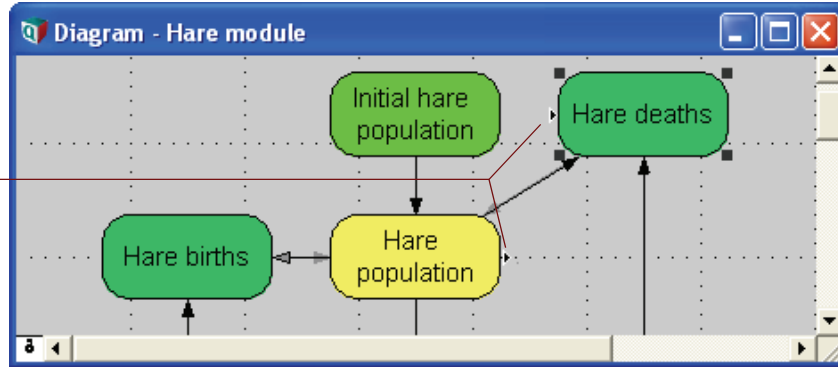 Diagram - Hare module
Initial hare
population
Hare deaths
Hare births
Hare
population